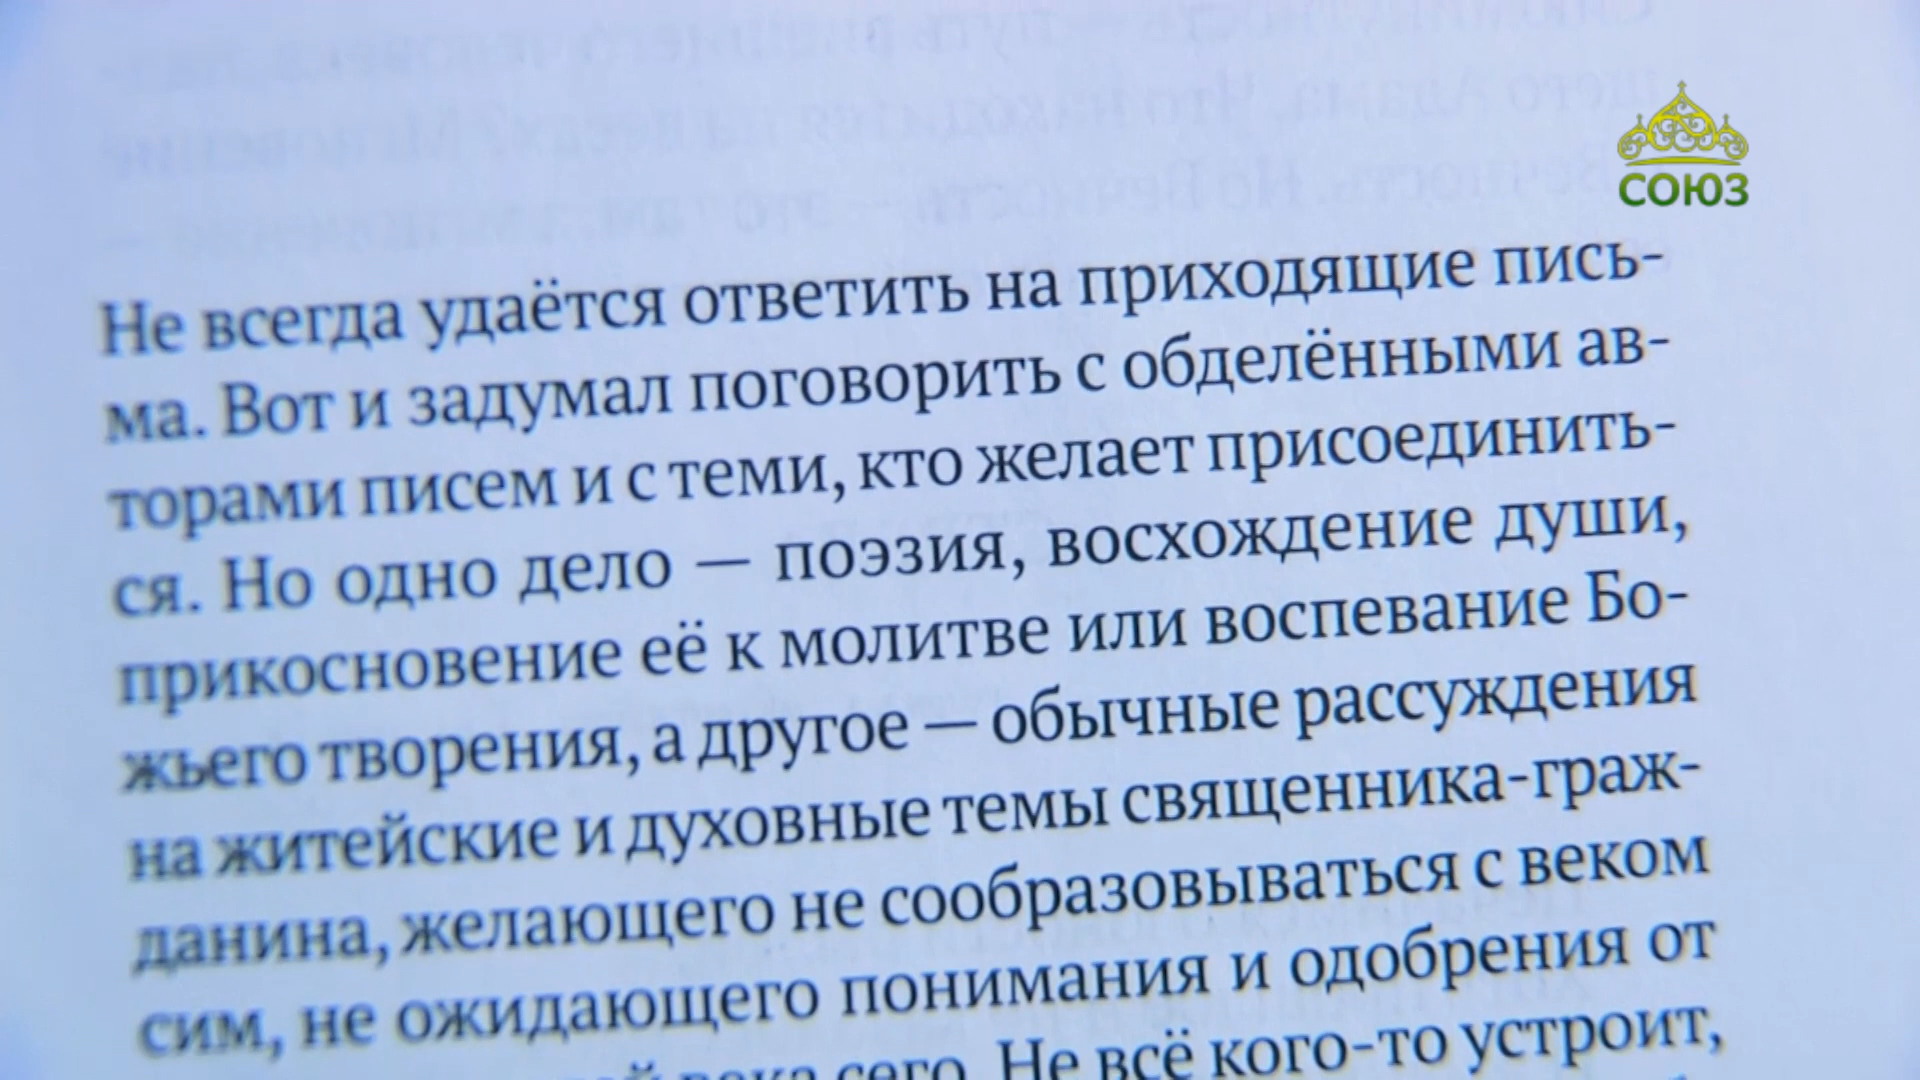 СОЮЗ
Не всегда удаётся ответить на приходящие пись-
ма. Вот и задумал поговорить с обделёнными ав-
торами писем и с теми, кто желает присоединить-
ся. Но одно дело — поэзия, восхождение души,
прикосновение её к молитве или воспевание Бо-
жьего творения, а другое — обычные рассуждения
на житейские и духовные темы священника-граж-
данина, желающего не сообразовываться с веком
сим, не ожидающего понимания и одобрения от
века сего. Не всё кого-то устроит,